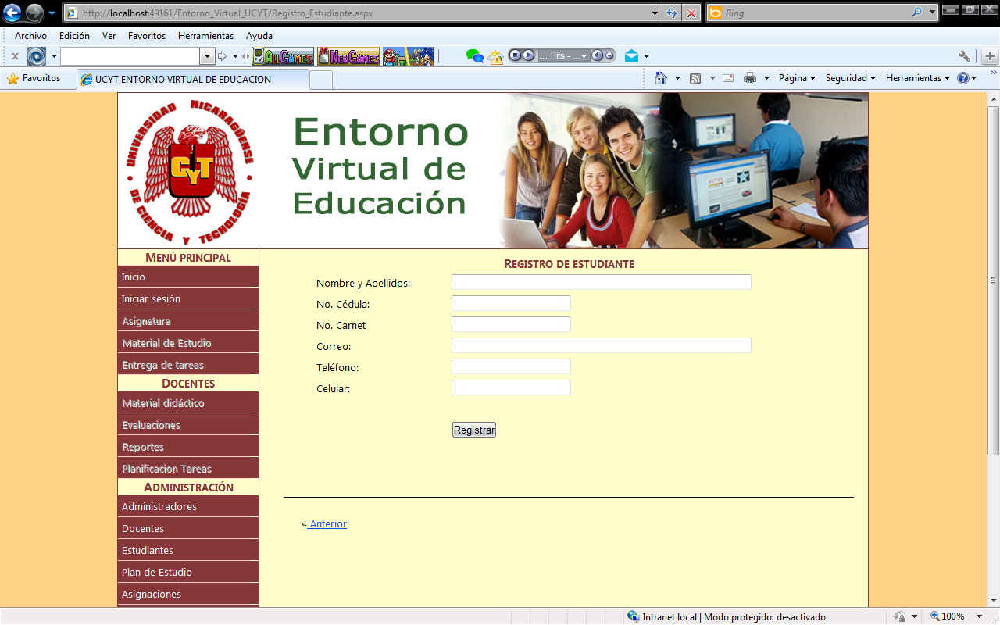 http://localhost:49161/Entorno_Virtual_UCYT/Registro_Estudiante.aspx
Bing
Archivo Edición Ver Favoritos Herramientas Ayuda
ALLGAMES NEWGAMES ..... Hits - ...
Favoritos UCYT ENTORNO VIRTUAL DE EDUCACION Página Seguridad Herramientas
UNIVERSIDAD NICARAGÜENSE
DE CIENCIA Y TECNOLOGÍA
CYT
Entorno
Virtual de
Educación
MENÚ PRINCIPAL
Inicio
Iniciar sesión
Asignatura
Material de Estudio
Entrega de tareas
DOCENTES
Material didáctico
Evaluaciones
Reportes
Planificacion Tareas
ADMINISTRACIÓN
Administradores
Docentes
Estudiantes
Plan de Estudio
Asignaciones
REGISTRO DE ESTUDIANTE
Nombre y Apellidos:
No. Cédula:
No. Carnet
Correo:
Teléfono:
Celular:
Registrar
« Anterior
Intranet local | Modo protegido: desactivado 100%